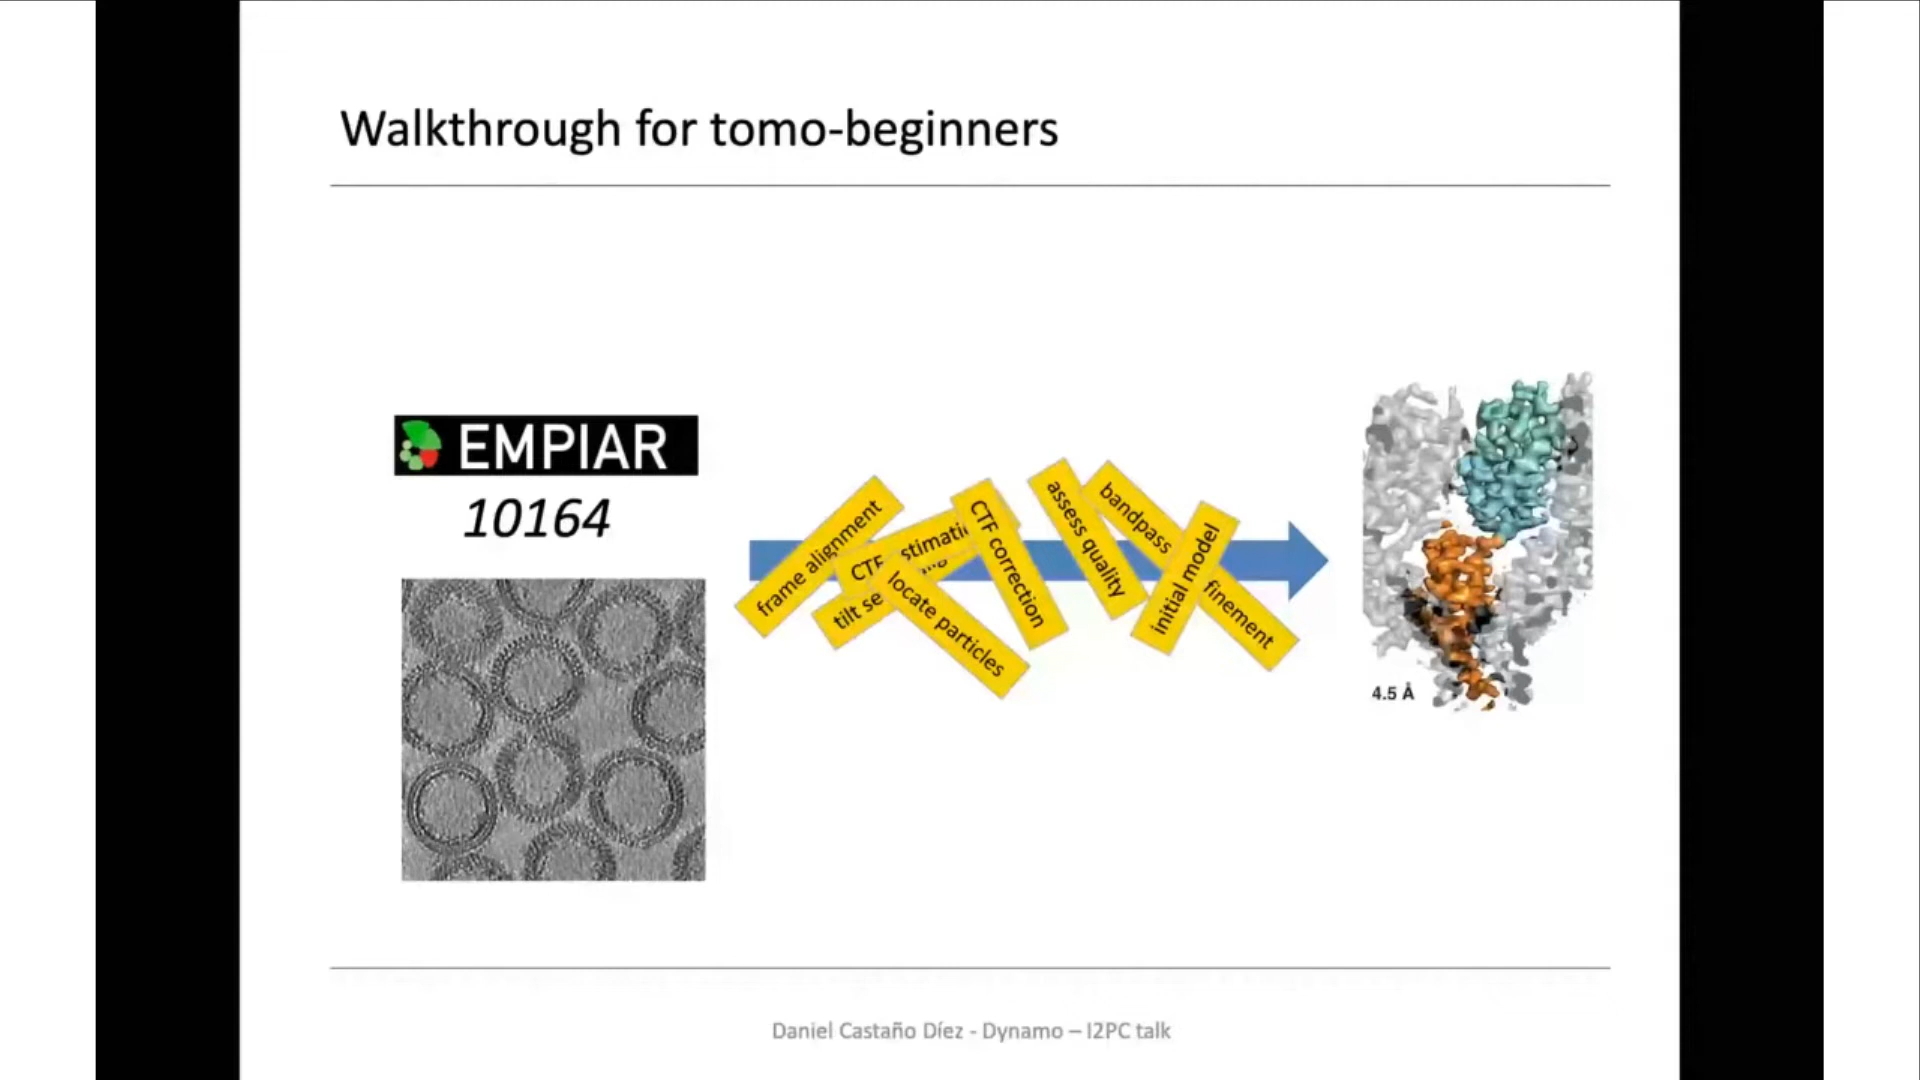 Walkthrough for tomo-beginners
EMPIAR
10164
frame alignment
CTF stimati
tilt se
locate particles
CTF correction
assess quality
bandpass
initial model
finement
4.5 Å
Daniel Castaño Díez - Dynamo – I2PC talk